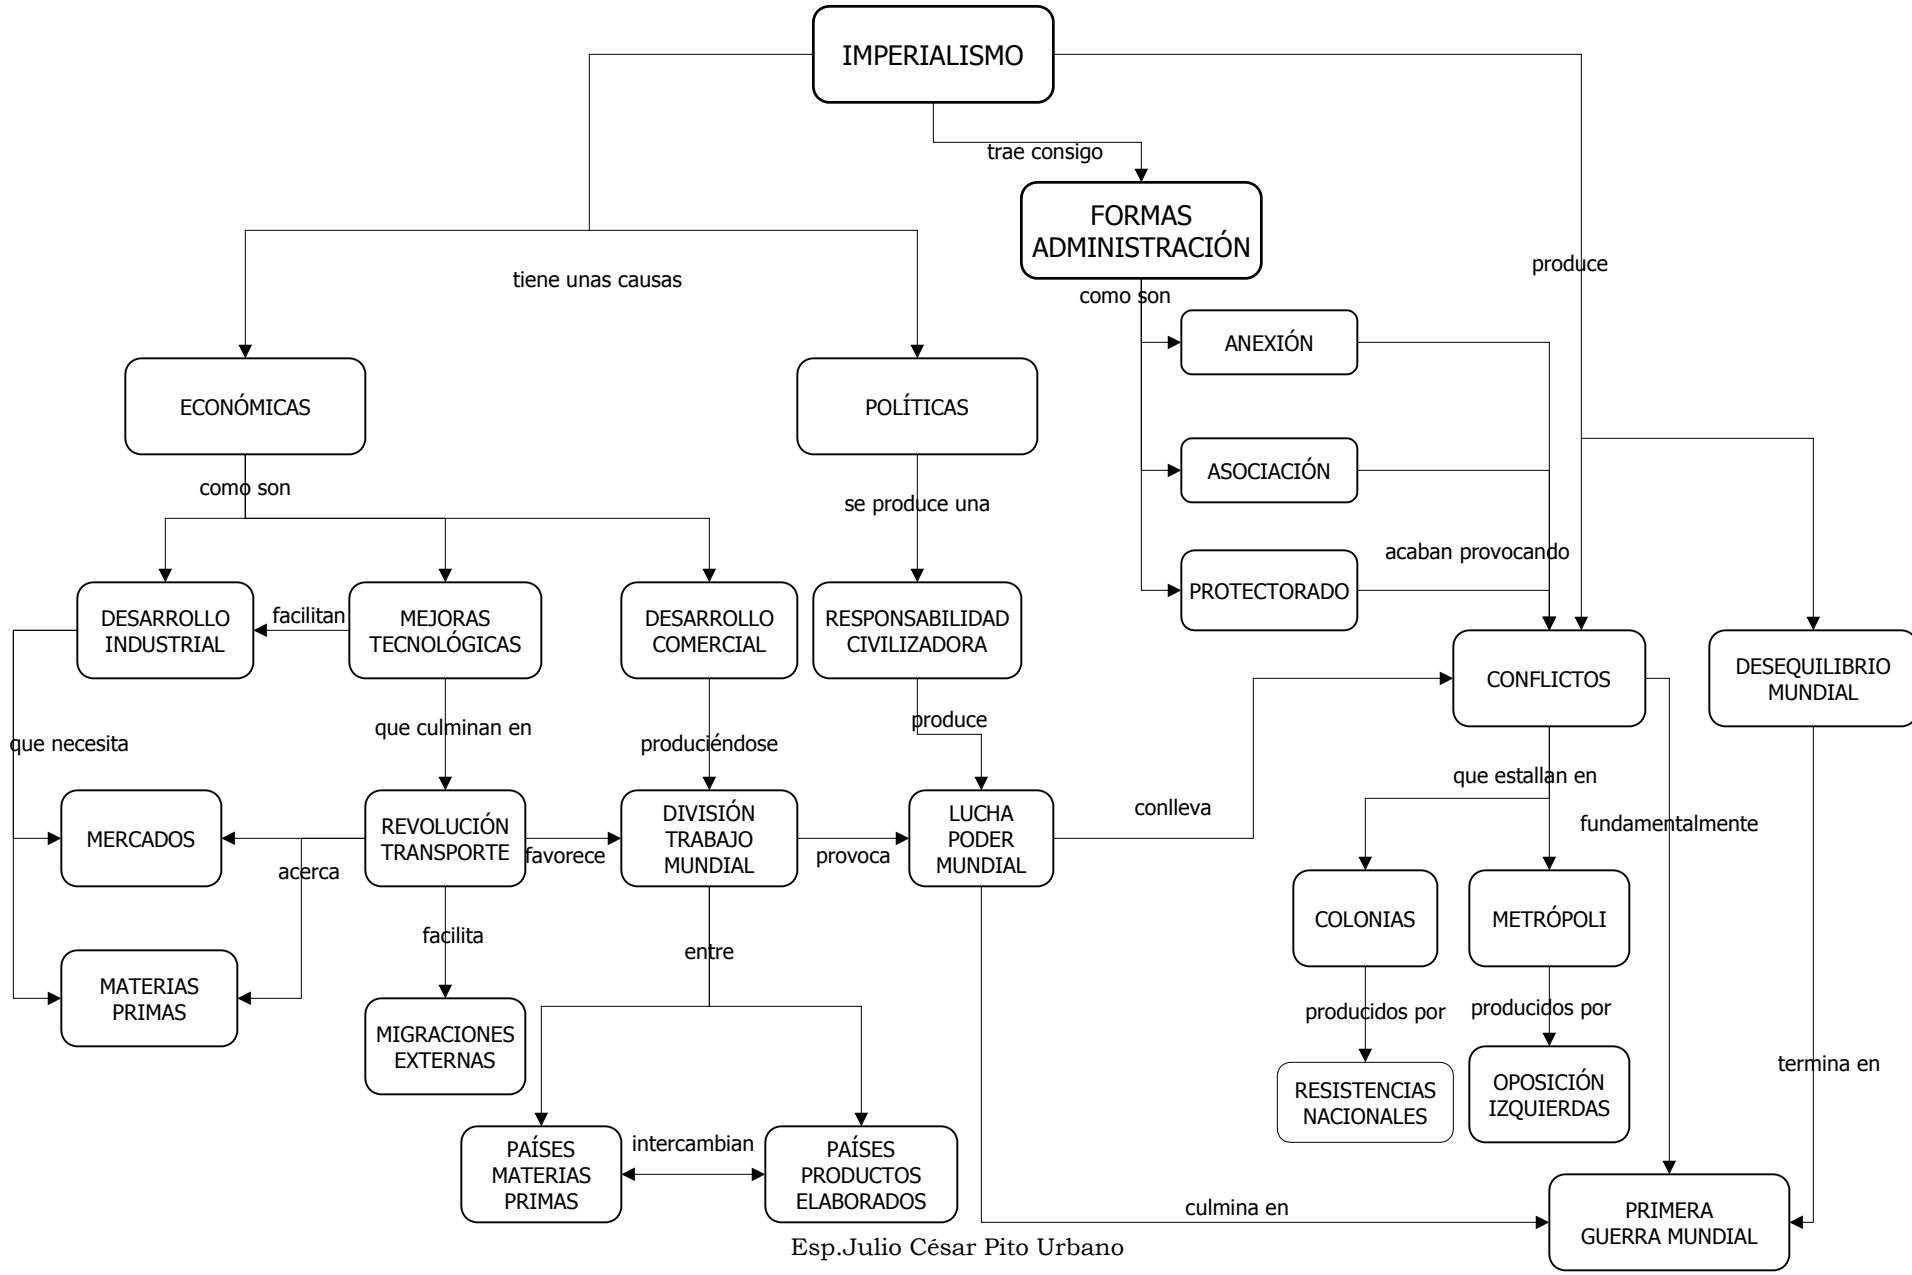 IMPERIALISMO
trae consigo
FORMAS
ADMINISTRACIÓN
produce
tiene unas causas
como son
ANEXIÓN
ECONÓMICAS
POLÍTICAS
ASOCIACIÓN
como son
se produce una
acaban provocando
PROTECTORADO
DESARROLLO
INDUSTRIAL
facilitan
MEJORAS
TECNOLÓGICAS
DESARROLLO
COMERCIAL
RESPONSABILIDAD
CIVILIZADORA
CONFLICTOS
DESEQUILIBRIO
MUNDIAL
que necesita
que culminan en
produciéndose
produce
que estallan en
MERCADOS
acerca
REVOLUCIÓN
TRANSPORTE
favorece
DIVISIÓN
TRABAJO
MUNDIAL
provoca
LUCHA
PODER
MUNDIAL
conlleva
fundamentalmente
COLONIAS
METRÓPOLI
facilita
entre
MATERIAS
PRIMAS
MIGRACIONES
EXTERNAS
producidos por
producidos por
termina en
RESISTENCIAS
NACIONALES
OPOSICIÓN
IZQUIERDAS
PAÍSES
MATERIAS
PRIMAS
intercambian
PAÍSES
PRODUCTOS
ELABORADOS
culmina en
PRIMERA
GUERRA MUNDIAL
Esp.Julio César Pito Urbano